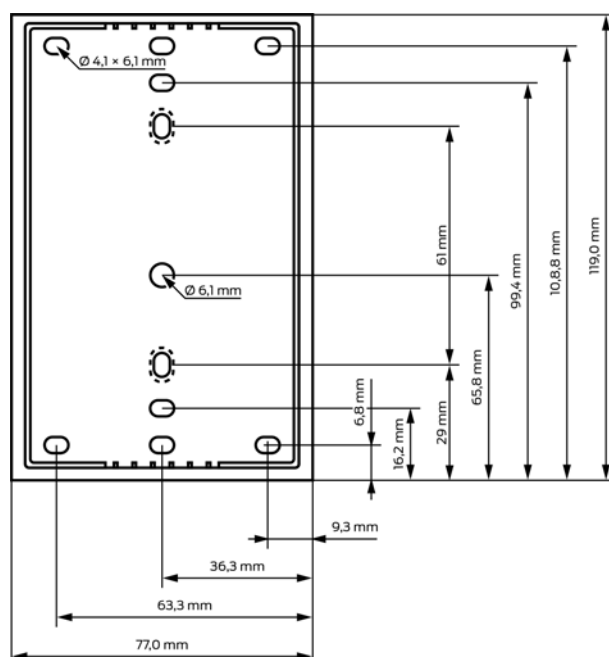 Ø 4,1 × 6,1 mm
61 mm
99,4 mm
10,8,8 mm
119,0 mm
Ø 6,1 mm
65,8 mm
6,8 mm
29 mm
16,2 mm
9,3 mm
36,3 mm
63,3 mm
77,0 mm